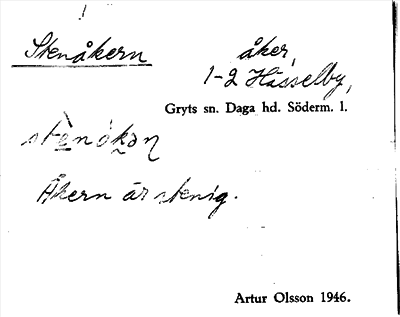 Stenåkern
åker,
1-2 Hässelby,
Gryts sn. Daga hd. Söderm. l.
Åkern är stenig.
Artur Olsson 1946.